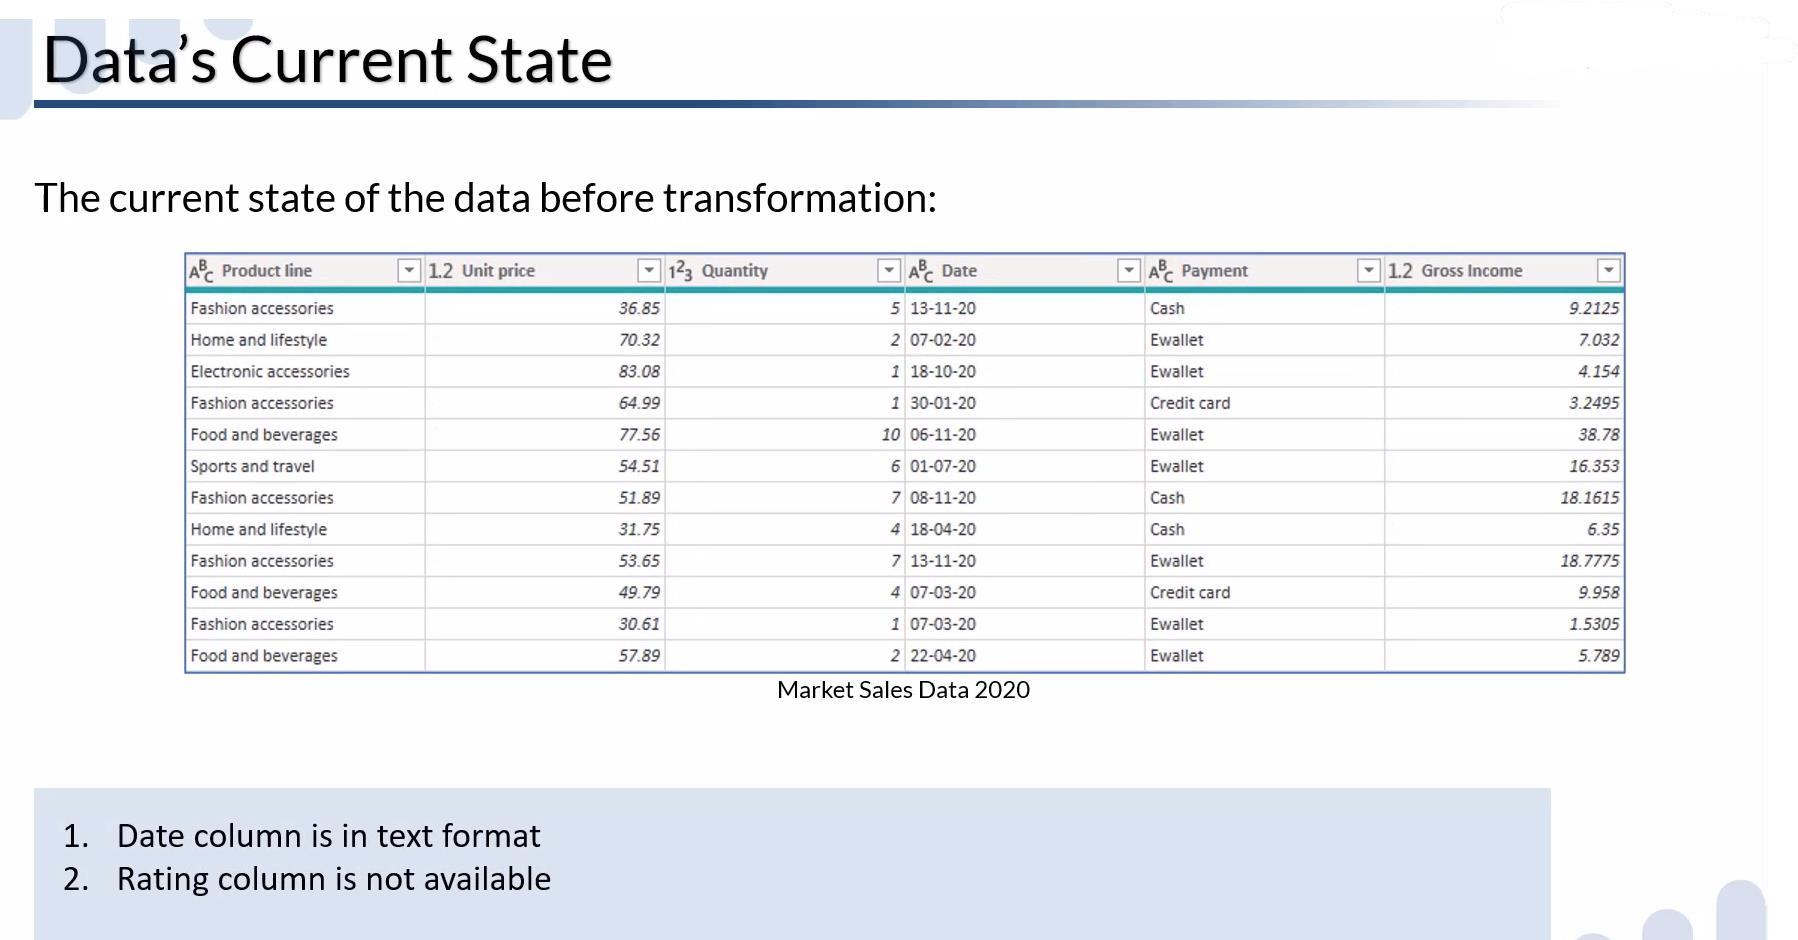 Data's Current State
The current state of the data before transformation:
ABC Product line 1.2 Unit price 123 Quantity ABC Date ABC Payment 1.2 Gross Income
Fashion accessories 36.85 5 13-11-20 Cash 9.2125
Home and lifestyle 70.32 2 07-02-20 Ewallet 7.032
Electronic accessories 83.08 1 18-10-20 Ewallet 4.154
Fashion accessories 64.99 1 30-01-20 Credit card 3.2495
Food and beverages 77.56 10 06-11-20 Ewallet 38.78
Sports and travel 54.51 6 01-07-20 Ewallet 16.353
Fashion accessories 51.89 7 08-11-20 Cash 18.1615
Home and lifestyle 31.75 4 18-04-20 Cash 6.35
Fashion accessories 53.65 7 13-11-20 Ewallet 18.7775
Food and beverages 49.79 4 07-03-20 Credit card 9.958
Fashion accessories 30.61 1 07-03-20 Ewallet 1.5305
Food and beverages 57.89 2 22-04-20 Ewallet 5.789
Market Sales Data 2020
1. Date column is in text format
2. Rating column is not available